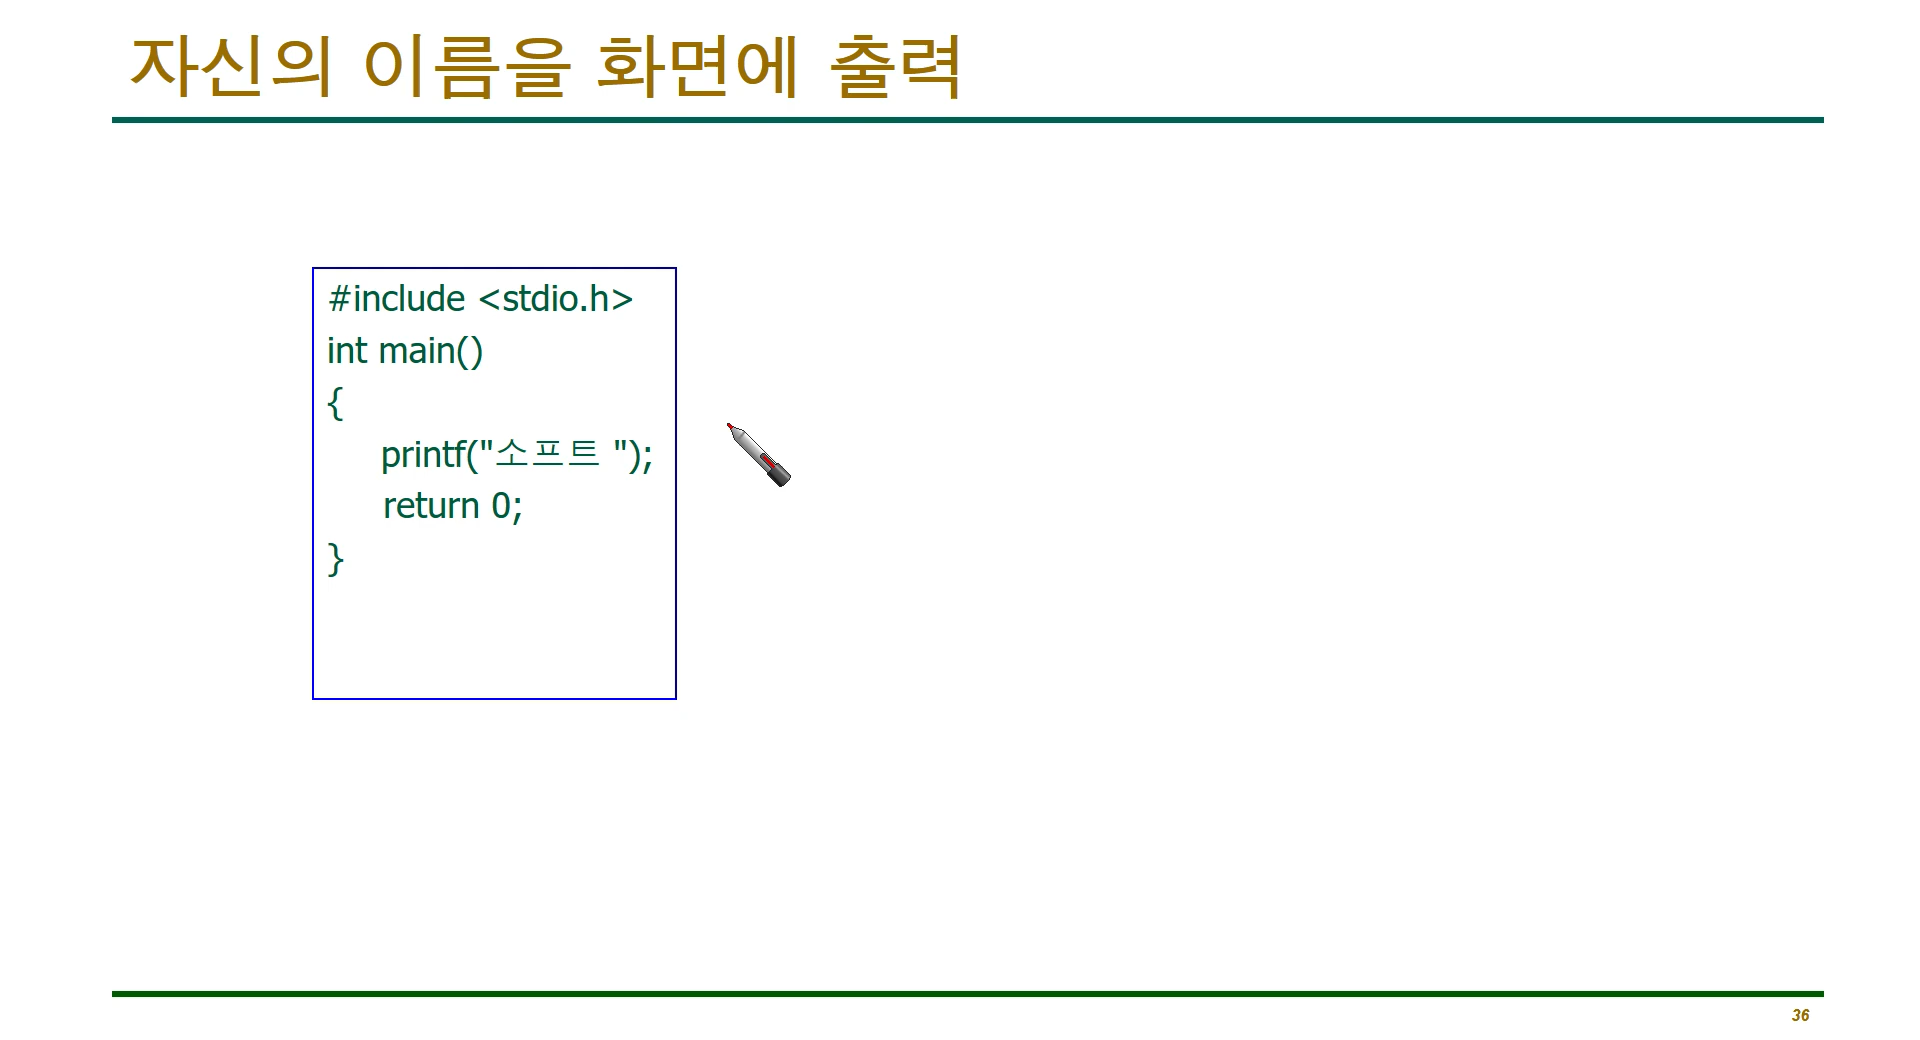 자신의 이름을 화면에 출력
#include <stdio.h>
int main()
{
printf("소프트 ");
return 0;
}
36